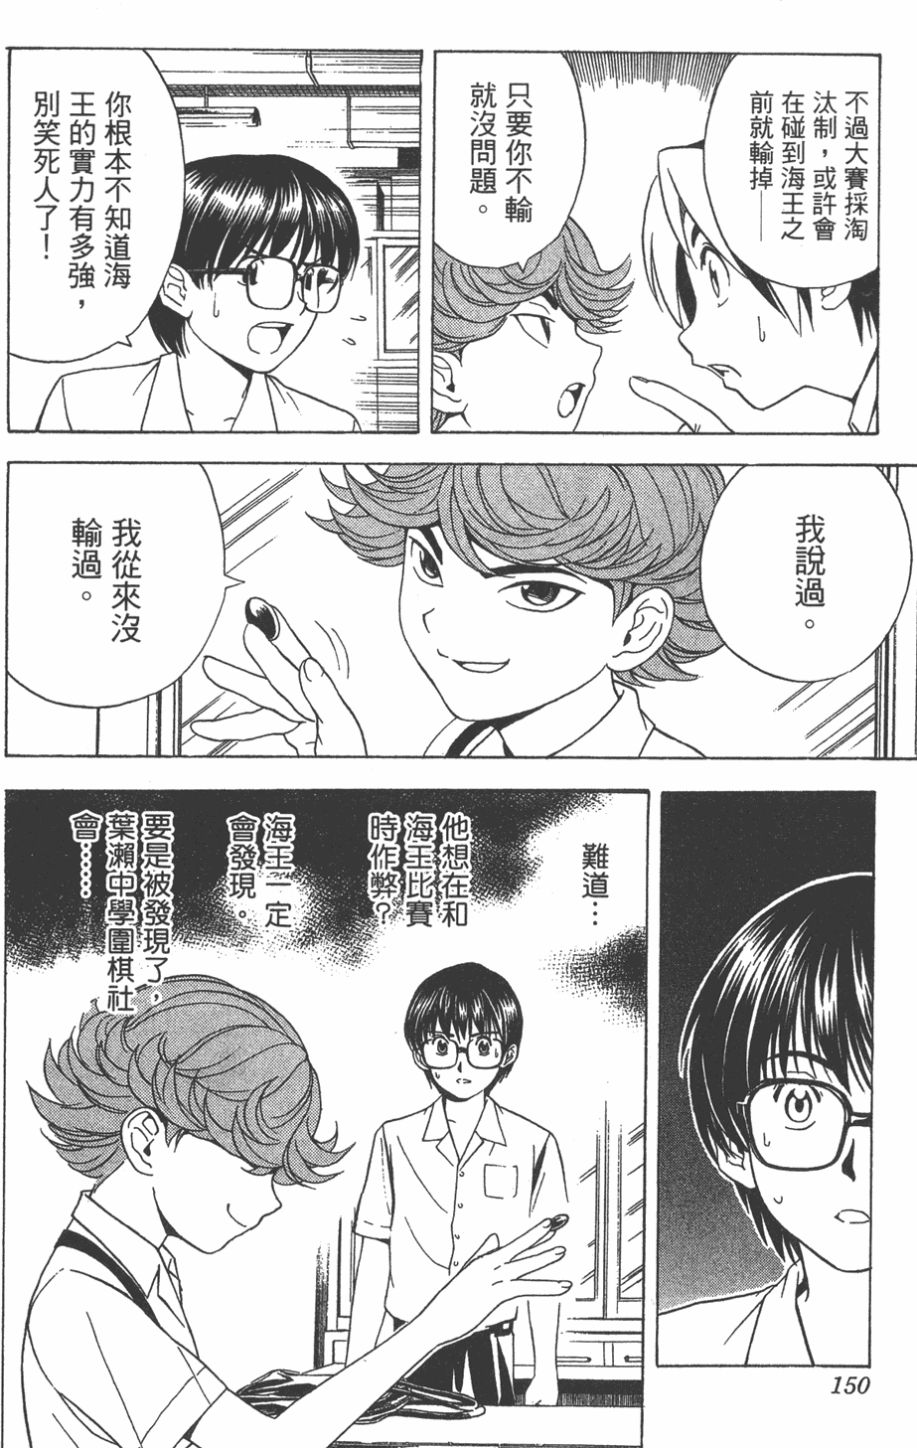 不過大賽採淘
汰制，或許會
在碰到海王之
前就輸掉——
只要你不輸
就沒問題。
你根本不知道海
王的實力有多強，
別笑死人了！
我說過。
我從來沒
輸過。
難道…
他想在和
海王比賽
時作弊？
海王一定
會發現。
要是被發現了，
葉瀨中學圍棋社
會……
150